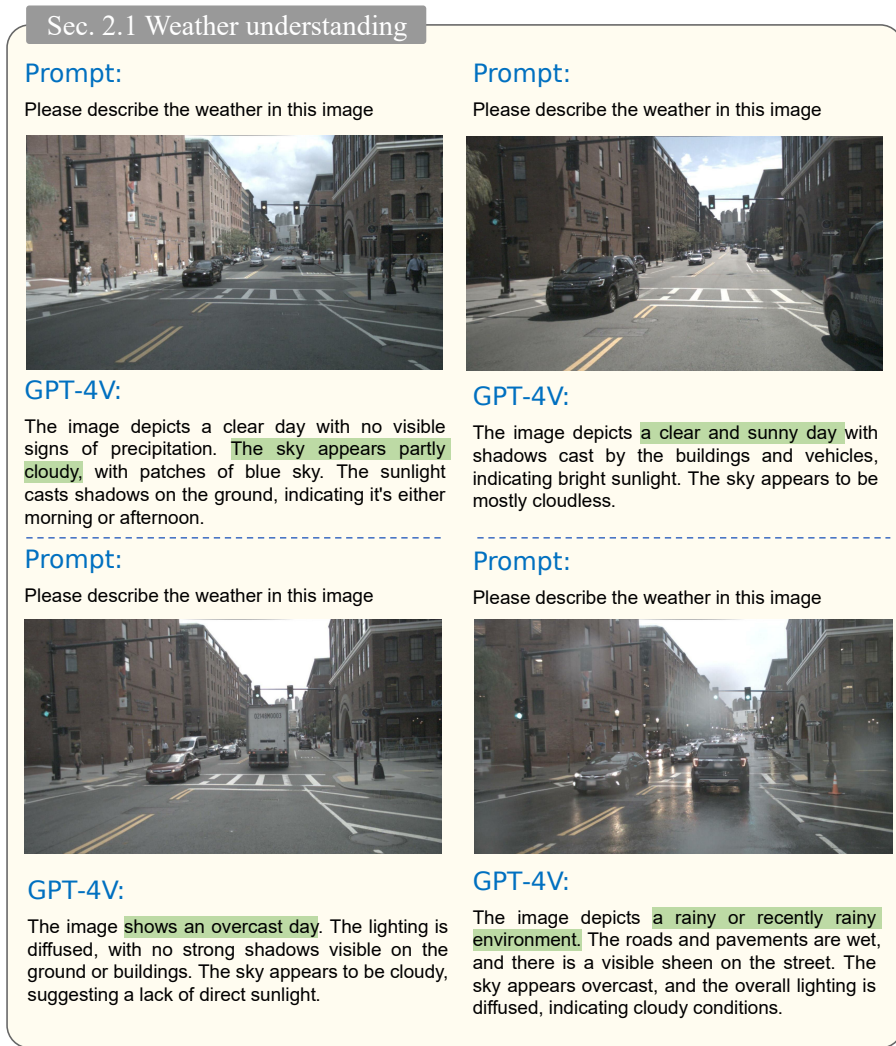 Sec. 2.1 Weather understanding
Prompt:
Please describe the weather in this image
GPT-4V:
The image depicts a clear day with no visible
signs of precipitation. The sky appears partly
cloudy, with patches of blue sky. The sunlight
casts shadows on the ground, indicating it's either
morning or afternoon.
Prompt:
Please describe the weather in this image
GPT-4V:
The image depicts a clear and sunny day with
shadows cast by the buildings and vehicles,
indicating bright sunlight. The sky appears to be
mostly cloudless.
Prompt:
Please describe the weather in this image
GPT-4V:
The image shows an overcast day. The lighting is
diffused, with no strong shadows visible on the
ground or buildings. The sky appears to be cloudy,
suggesting a lack of direct sunlight.
Prompt:
Please describe the weather in this image
GPT-4V:
The image depicts a rainy or recently rainy
environment. The roads and pavements are wet,
and there is a visible sheen on the street. The
sky appears overcast, and the overall lighting is
diffused, indicating cloudy conditions.